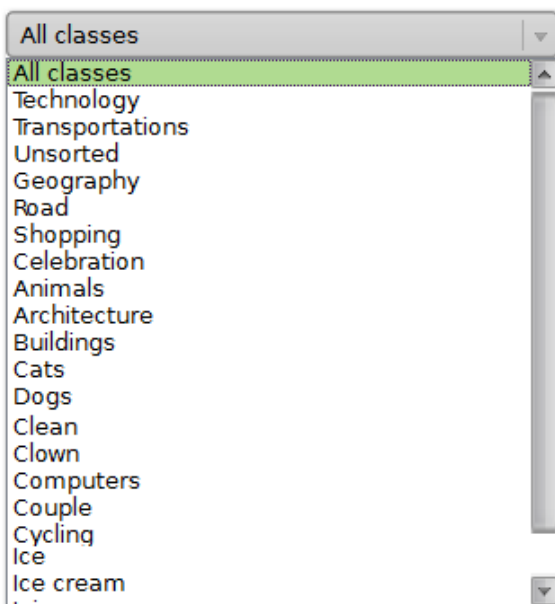 All classes
All classes
Technology
Transportations
Unsorted
Geography
Road
Shopping
Celebration
Animals
Architecture
Buildings
Cats
Dogs
Clean
Clown
Computers
Couple
Cycling
Ice
Ice cream